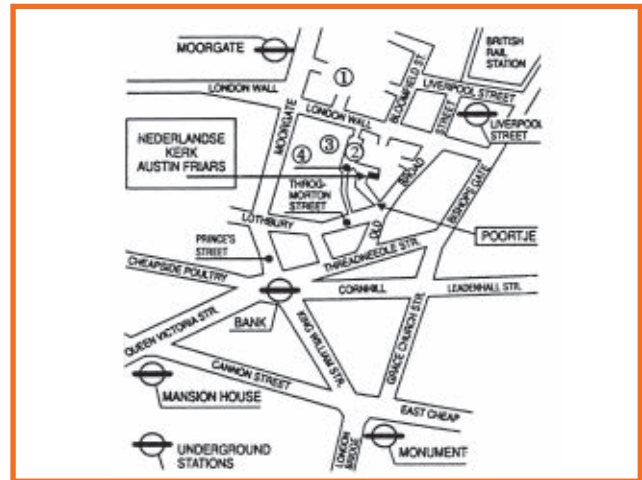 MOORGATE
BRITISH
RAIL
STATION
①
LONDON WALL
BLOOMFIELD ST.
LIVERPOOL STREET
STREET
LIVERPOOL
STREET
MOORGATE
LONDON WALL
NEDERLANDSE
KERK
AUSTIN FRIARS
③
②
④
THROG-
MORTON
STREET
OLD BROAD
BISHOP'S GATE
LOTHBURY
POORTJE
PRINCE'S
STREET
THREADNEEDLE STR.
CHEAPSIDE POULTRY
CORNHILL
LEADENHALL STR.
BANK
QUEEN VICTORIA STR.
KING WILLIAM STR.
GRACE CHURCH STR.
CANNON STREET
MANSION HOUSE
EAST CHEAP
UNDERGROUND
STATIONS
LONDON
BRIDGE
MONUMENT